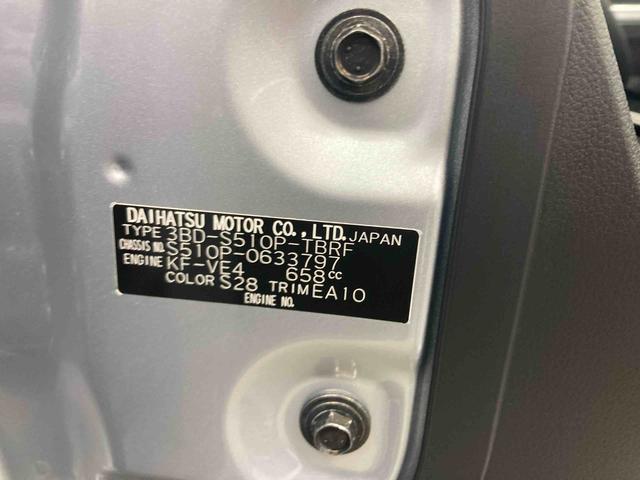 DAIHATSU MOTOR CO., LTD. JAPAN
TYPE 3BD-S510P-TBRF
CHASSIS NO. S510P-0633797
ENGINE KF-VE4 658cc
COLOR S28 TRIM EA10
ENGINE NO.